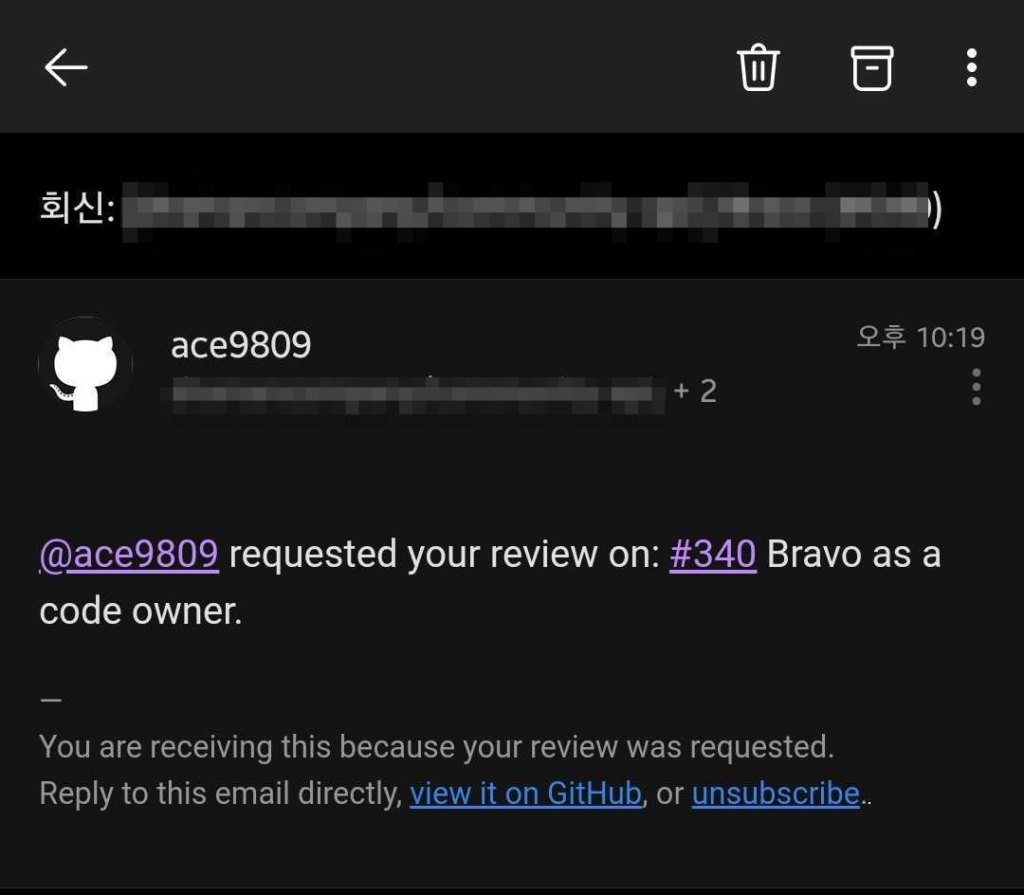 회신: )
ace9809
오후 10:19
+ 2
@ace9809 requested your review on: #340 Bravo as a
code owner.
—
You are receiving this because your review was requested.
Reply to this email directly, view it on GitHub, or unsubscribe..